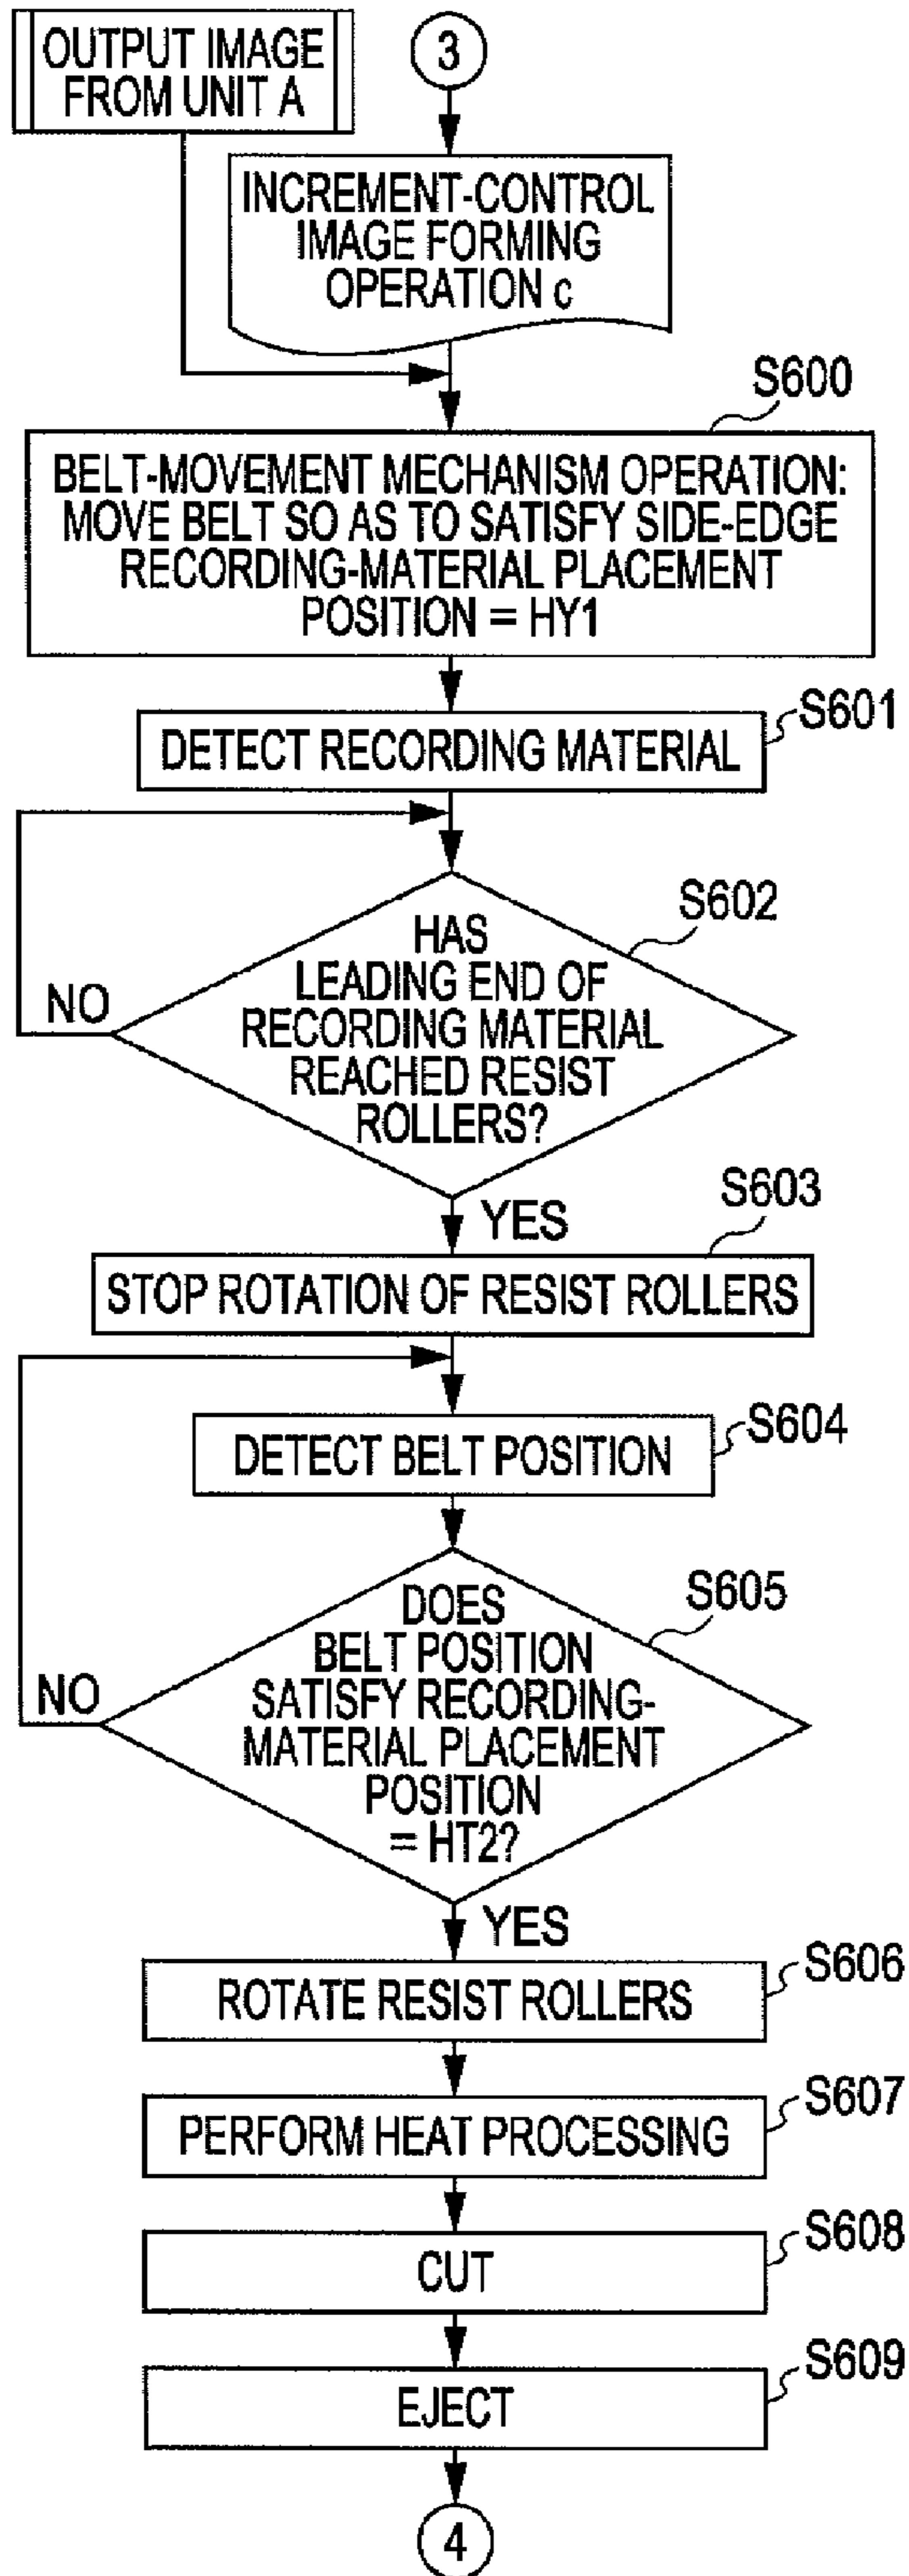 OUTPUT IMAGE
FROM UNIT A
3
INCREMENT-CONTROL
IMAGE FORMING
OPERATION c
S600
BELT-MOVEMENT MECHANISM OPERATION:
MOVE BELT SO AS TO SATISFY SIDE-EDGE
RECORDING-MATERIAL PLACEMENT
POSITION = HY1
S601
DETECT RECORDING MATERIAL
S602
HAS
LEADING END OF
RECORDING MATERIAL
REACHED RESIST
ROLLERS?
NO
YES
S603
STOP ROTATION OF RESIST ROLLERS
S604
DETECT BELT POSITION
S605
DOES
BELT POSITION
SATISFY RECORDING-
MATERIAL PLACEMENT
POSITION
= HT2?
NO
YES
S606
ROTATE RESIST ROLLERS
S607
PERFORM HEAT PROCESSING
S608
CUT
S609
EJECT
4